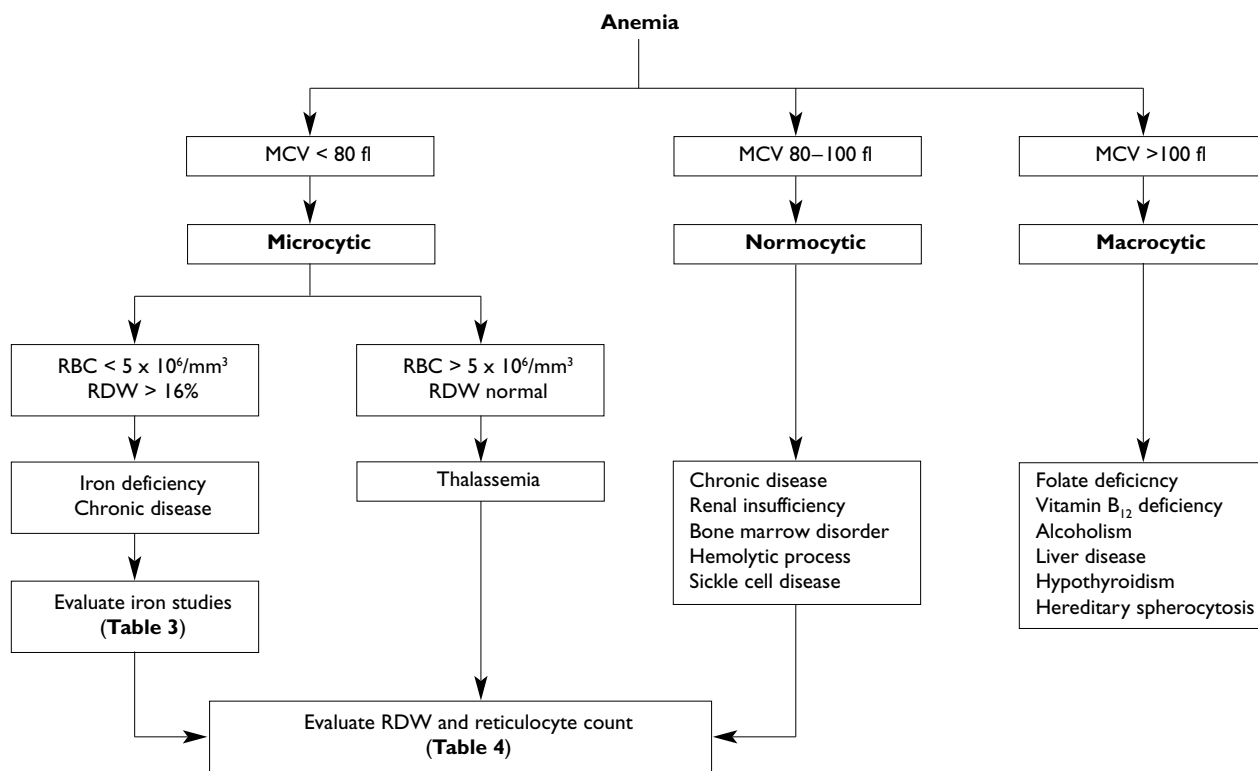 Anemia
MCV < 80 fl
MCV 80–100 fl
MCV >100 fl
Microcytic
Normocytic
Macrocytic
RBC < 5 x 10⁶/mm³
RDW > 16%
RBC > 5 x 10⁶/mm³
RDW normal
Iron deficiency
Chronic disease
Thalassemia
Chronic disease
Renal insufficiency
Bone marrow disorder
Hemolytic process
Sickle cell disease
Folate deficincy
Vitamin B₁₂ deficiency
Alcoholism
Liver disease
Hypothyroidism
Hereditary spherocytosis
Evaluate iron studies
(Table 3)
Evaluate RDW and reticulocyte count
(Table 4)